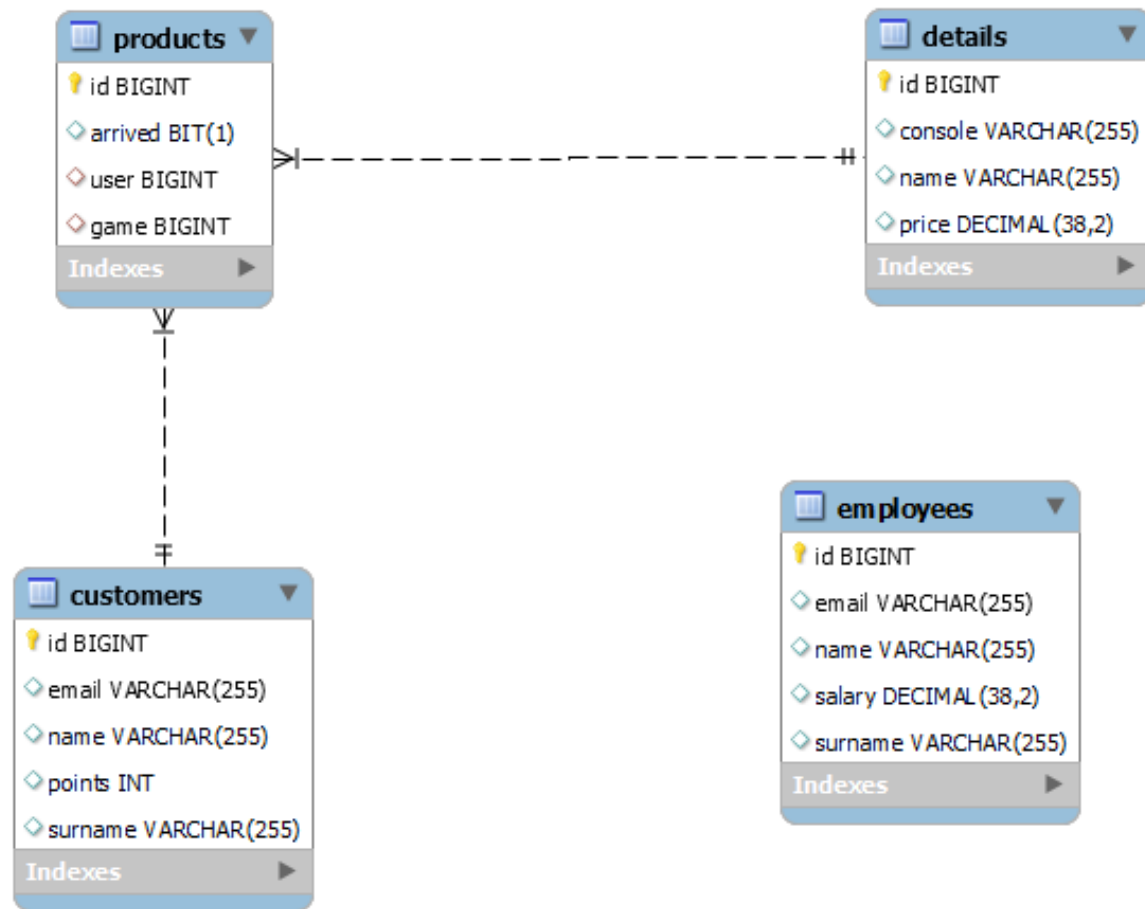 products
id BIGINT
arrived BIT(1)
user BIGINT
game BIGINT
Indexes
details
id BIGINT
console VARCHAR(255)
name VARCHAR(255)
price DECIMAL(38,2)
Indexes
customers
id BIGINT
email VARCHAR(255)
name VARCHAR(255)
points INT
surname VARCHAR(255)
Indexes
employees
id BIGINT
email VARCHAR(255)
name VARCHAR(255)
salary DECIMAL(38,2)
surname VARCHAR(255)
Indexes